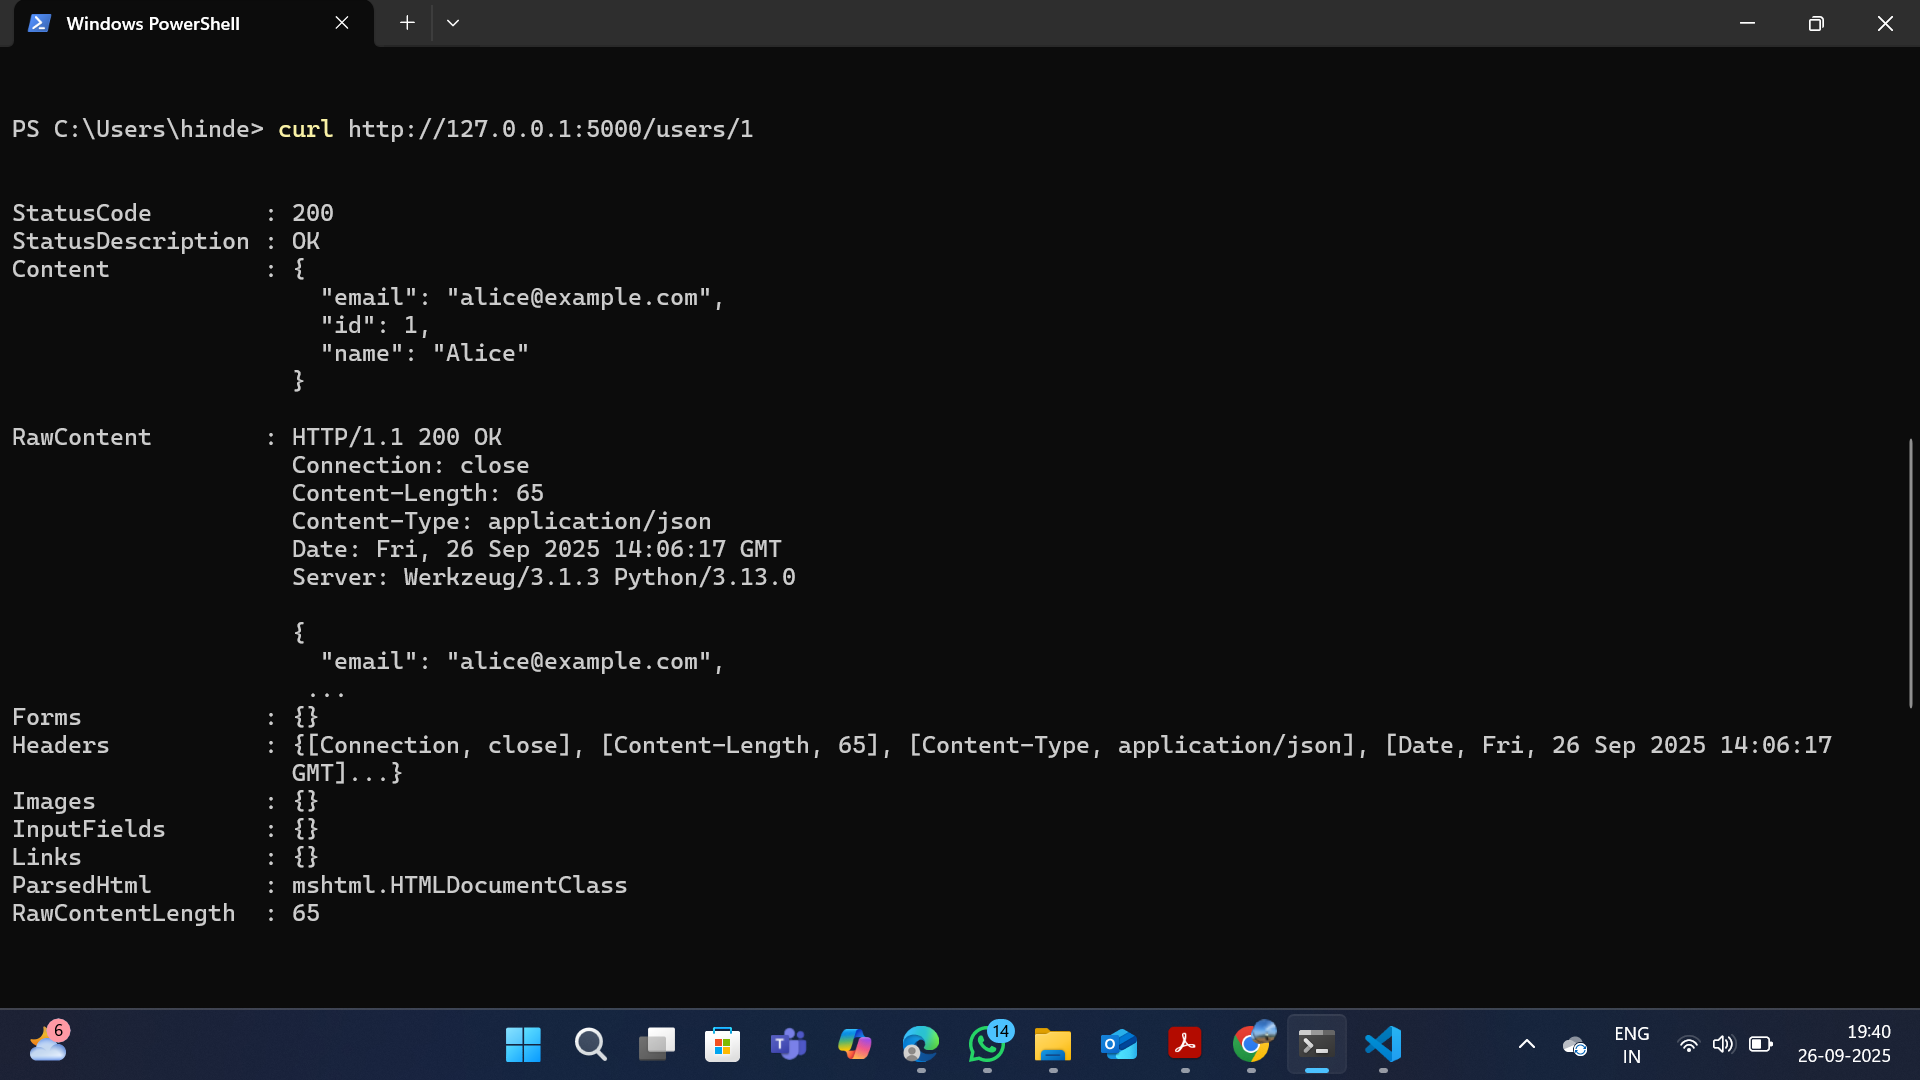 Windows PowerShell
PS C:\Users\hinde> curl http://127.0.0.1:5000/users/1
StatusCode        : 200
StatusDescription : OK
Content           : {
                      "email": "alice@example.com",
                      "id": 1,
                      "name": "Alice"
                    }
RawContent        : HTTP/1.1 200 OK
                    Connection: close
                    Content-Length: 65
                    Content-Type: application/json
                    Date: Fri, 26 Sep 2025 14:06:17 GMT
                    Server: Werkzeug/3.1.3 Python/3.13.0
                    {
                      "email": "alice@example.com",
                     ...
Forms             : {}
Headers           : {[Connection, close], [Content-Length, 65], [Content-Type, application/json], [Date, Fri, 26 Sep 2025 14:06:17
                    GMT]...}
Images            : {}
InputFields       : {}
Links             : {}
ParsedHtml        : mshtml.HTMLDocumentClass
RawContentLength  : 65
6
14
ENG
IN
19:40
26-09-2025